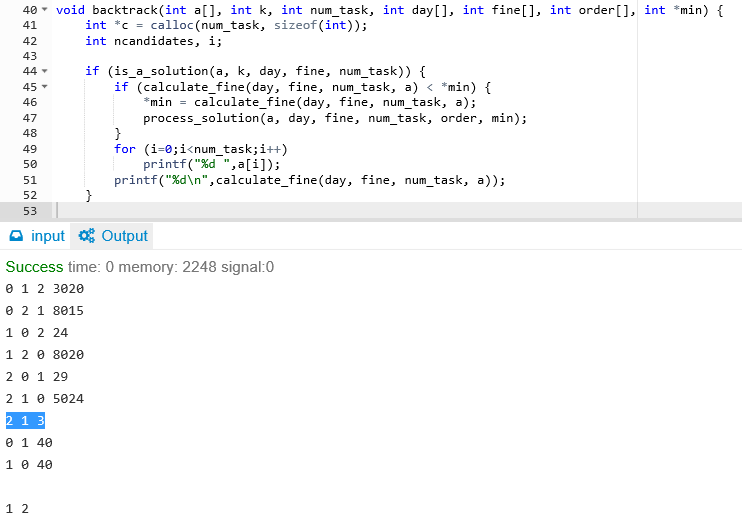 40 void backtrack(int a[], int k, int num_task, int day[], int fine[], int order[], int *min) {
41     int *c = calloc(num_task, sizeof(int));
42     int ncandidates, i;
43
44     if (is_a_solution(a, k, day, fine, num_task)) {
45         if (calculate_fine(day, fine, num_task, a) < *min) {
46             *min = calculate_fine(day, fine, num_task, a);
47             process_solution(a, day, fine, num_task, order, min);
48         }
49         for (i=0;i<num_task;i++)
50             printf("%d ",a[i]);
51         printf("%d\n",calculate_fine(day, fine, num_task, a));
52     }
53
input Output
Success time: 0 memory: 2248 signal:0
0 1 2 3020
0 2 1 8015
1 0 2 24
1 2 0 8020
2 0 1 29
2 1 0 5024
2 1 3
0 1 40
1 0 40
1 2